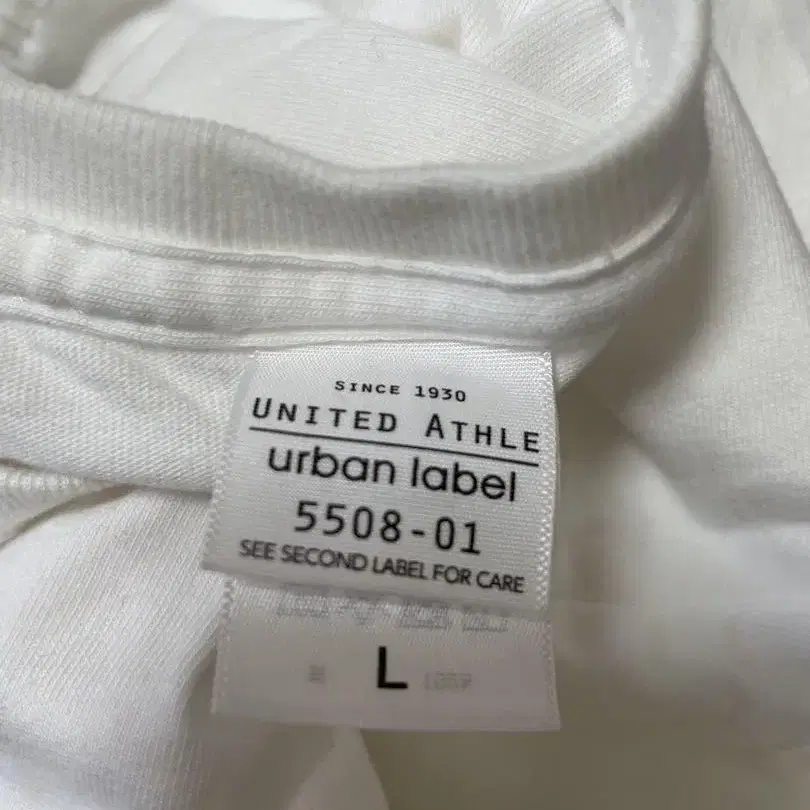 SINCE 1930
UNITED ATHLE
urban label
5508-01
SEE SECOND LABEL FOR CARE
L